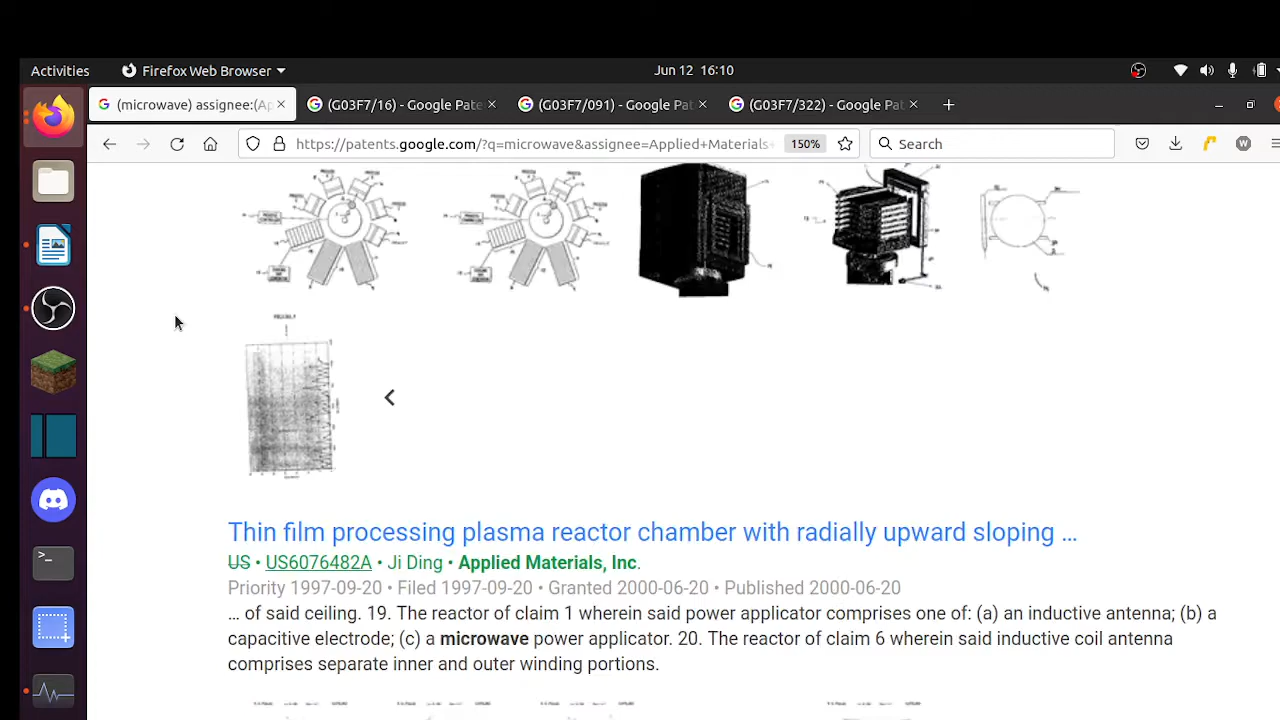 Activities
Firefox Web Browser
Jun 12 16:10
(microwave) assignee:(Ap
(G03F7/16) - Google Pate
(G03F7/091) - Google Pat
(G03F7/322) - Google Pat
https://patents.google.com/?q=microwave&assignee=Applied+Materials
150%
Search
Thin film processing plasma reactor chamber with radially upward sloping …
US • US6076482A • Ji Ding • Applied Materials, Inc.
Priority 1997-09-20 • Filed 1997-09-20 • Granted 2000-06-20 • Published 2000-06-20
… of said ceiling. 19. The reactor of claim 1 wherein said power applicator comprises one of: (a) an inductive antenna; (b) a
capacitive electrode; (c) a microwave power applicator. 20. The reactor of claim 6 wherein said inductive coil antenna
comprises separate inner and outer winding portions.